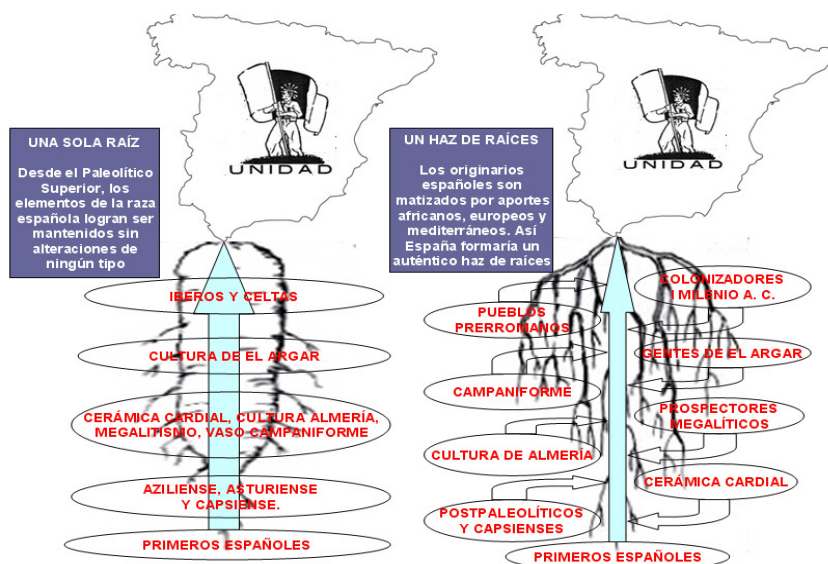 UNIDAD
UNA SOLA RAÍZ
Desde el Paleolítico
Superior, los
elementos de la raza
española logran ser
mantenidos sin
alteraciones de
ningún tipo
IBEROS Y CELTAS
CULTURA DE EL ARGAR
CERÁMICA CARDIAL, CULTURA ALMERÍA,
MEGALITISMO, VASO CAMPANIFORME
AZILIENSE, ASTURIENSE
Y CAPSIENSE.
PRIMEROS ESPAÑOLES
UNIDAD
UN HAZ DE RAICES
Los originarios
españoles son
matizados por aportes
africanos, europeos y
mediterráneos. Así
España formaría un
auténtico haz de raíces
COLONIZADORES
I MILENIO A. C.
PUEBLOS
PRERROMANOS
GENTES DE EL ARGAR
CAMPANIFORME
PROSPECTORES
MEGALÍTICOS
CULTURA DE ALMERÍA
CERÁMICA CARDIAL
POSTPALEOLÍTICOS
Y CAPSIENSES
PRIMEROS ESPAÑOLES